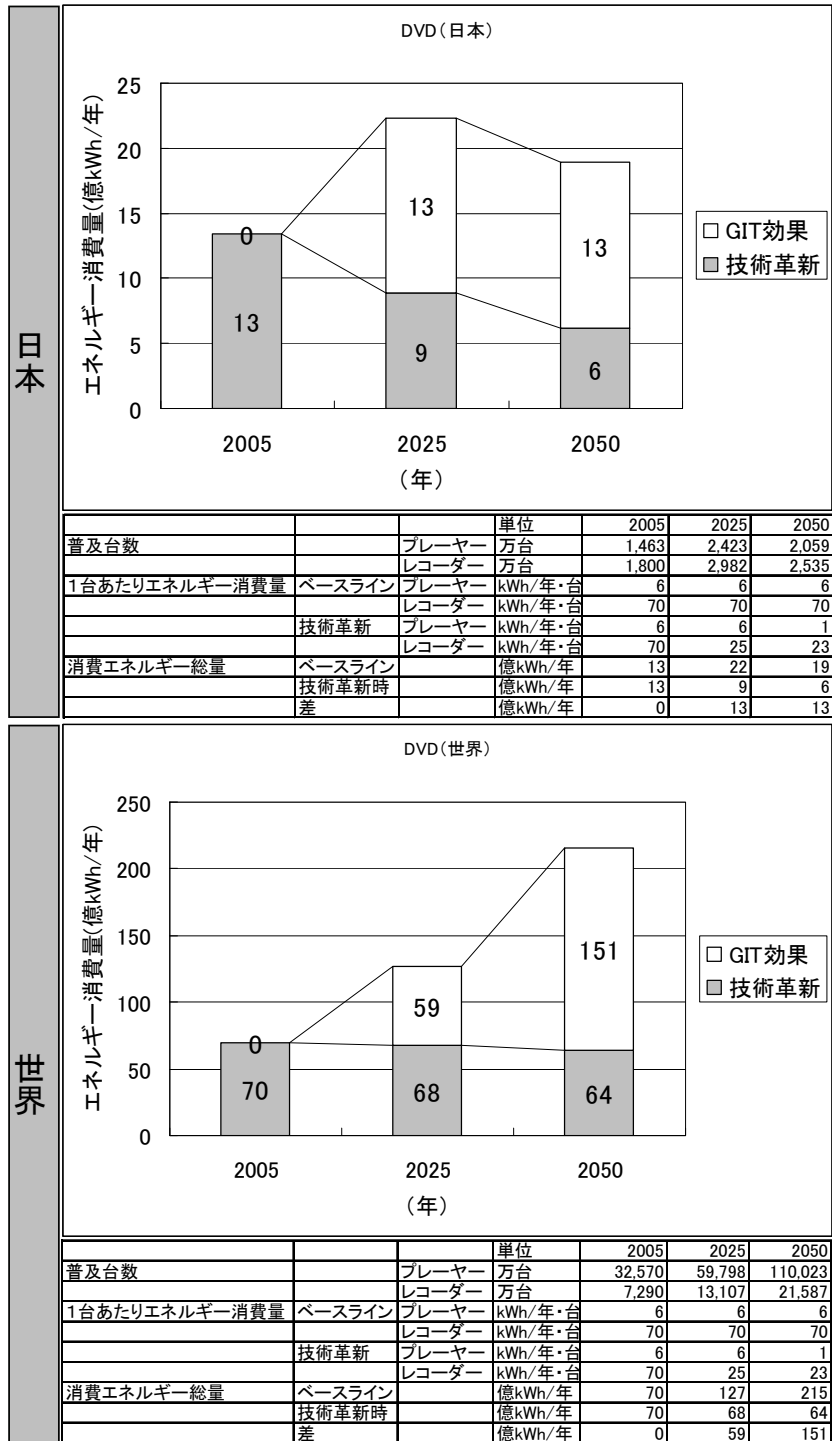 日本
DVD(日本)
エネルギー消費量(億kWh/年)
25
20
15
10
5
0
0
13
13
9
13
6
2005 2025 2050
(年)
□ GIT効果
■ 技術革新
単位 2005 2025 2050
普及台数 プレーヤー 万台 1,463 2,423 2,059
レコーダー 万台 1,800 2,982 2,535
1台あたりエネルギー消費量 ベースライン プレーヤー kWh/年・台 6 6 6
レコーダー kWh/年・台 70 70 70
技術革新 プレーヤー kWh/年・台 6 6 1
レコーダー kWh/年・台 70 25 23
消費エネルギー総量 ベースライン 億kWh/年 13 22 19
技術革新時 億kWh/年 13 9 6
差 億kWh/年 0 13 13
世界
DVD(世界)
エネルギー消費量(億kWh/年)
250
200
150
100
50
0
0
70
59
68
151
64
2005 2025 2050
(年)
□ GIT効果
■ 技術革新
単位 2005 2025 2050
普及台数 プレーヤー 万台 32,570 59,798 110,023
レコーダー 万台 7,290 13,107 21,587
1台あたりエネルギー消費量 ベースライン プレーヤー kWh/年・台 6 6 6
レコーダー kWh/年・台 70 70 70
技術革新 プレーヤー kWh/年・台 6 6 1
レコーダー kWh/年・台 70 25 23
消費エネルギー総量 ベースライン 億kWh/年 70 127 215
技術革新時 億kWh/年 70 68 64
差 億kWh/年 0 59 151